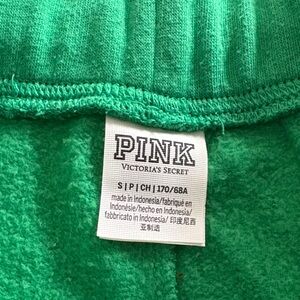 PINK
VICTORIA'S SECRET
S | P | CH | 170/68A
made in Indonesia/fabriqué en
Indonésie/hecho en Indonesia/
fabbricato in Indonesia/ 印度尼西
亚制造